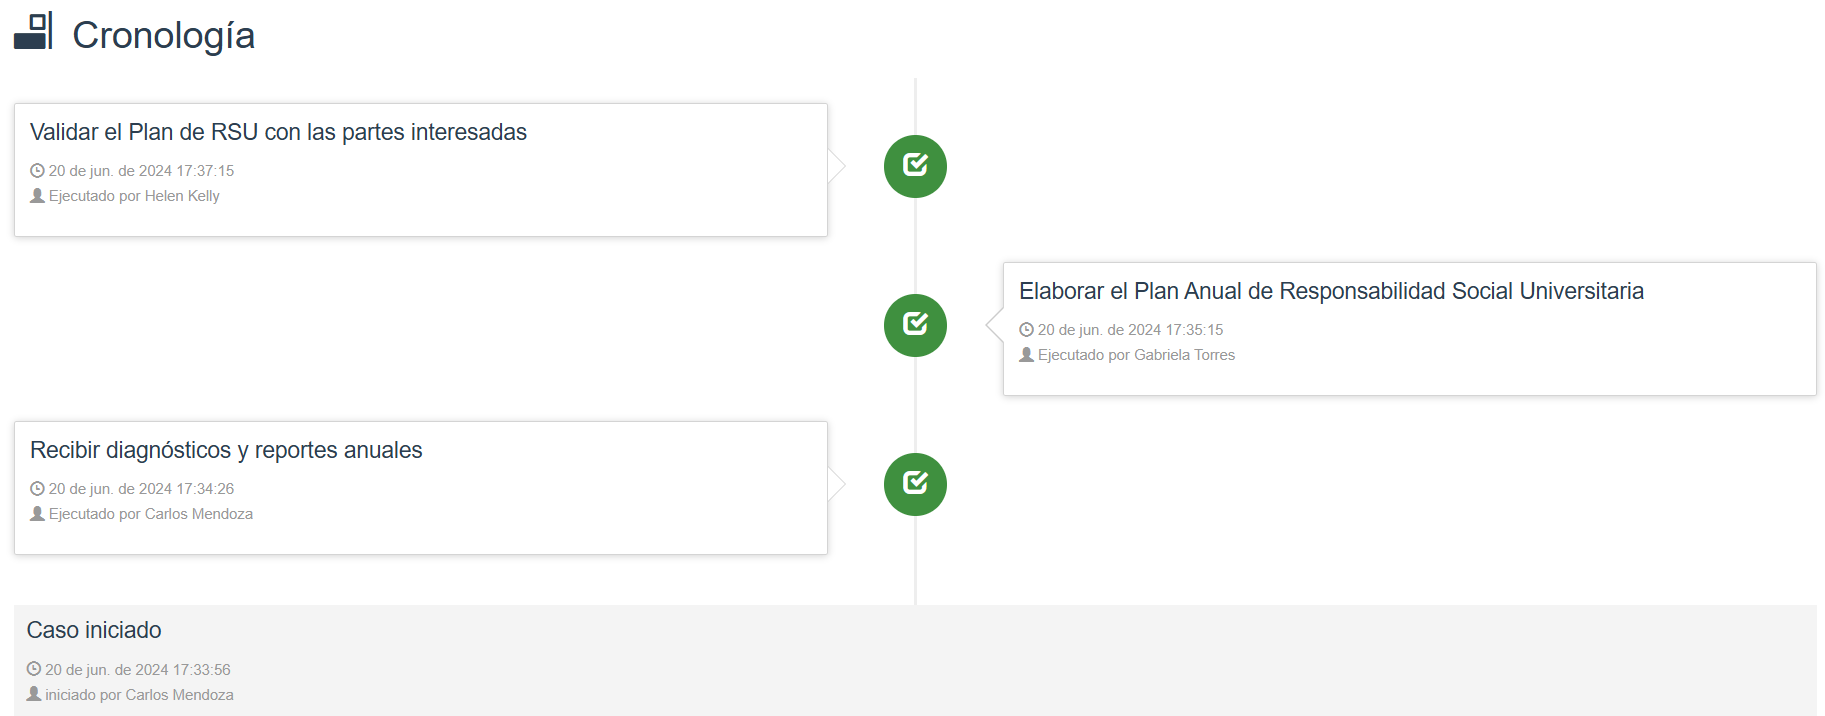 Cronología
Validar el Plan de RSU con las partes interesadas
20 de jun. de 2024 17:37:15
Ejecutado por Helen Kelly
Elaborar el Plan Anual de Responsabilidad Social Universitaria
20 de jun. de 2024 17:35:15
Ejecutado por Gabriela Torres
Recibir diagnósticos y reportes anuales
20 de jun. de 2024 17:34:26
Ejecutado por Carlos Mendoza
Caso iniciado
20 de jun. de 2024 17:33:56
iniciado por Carlos Mendoza